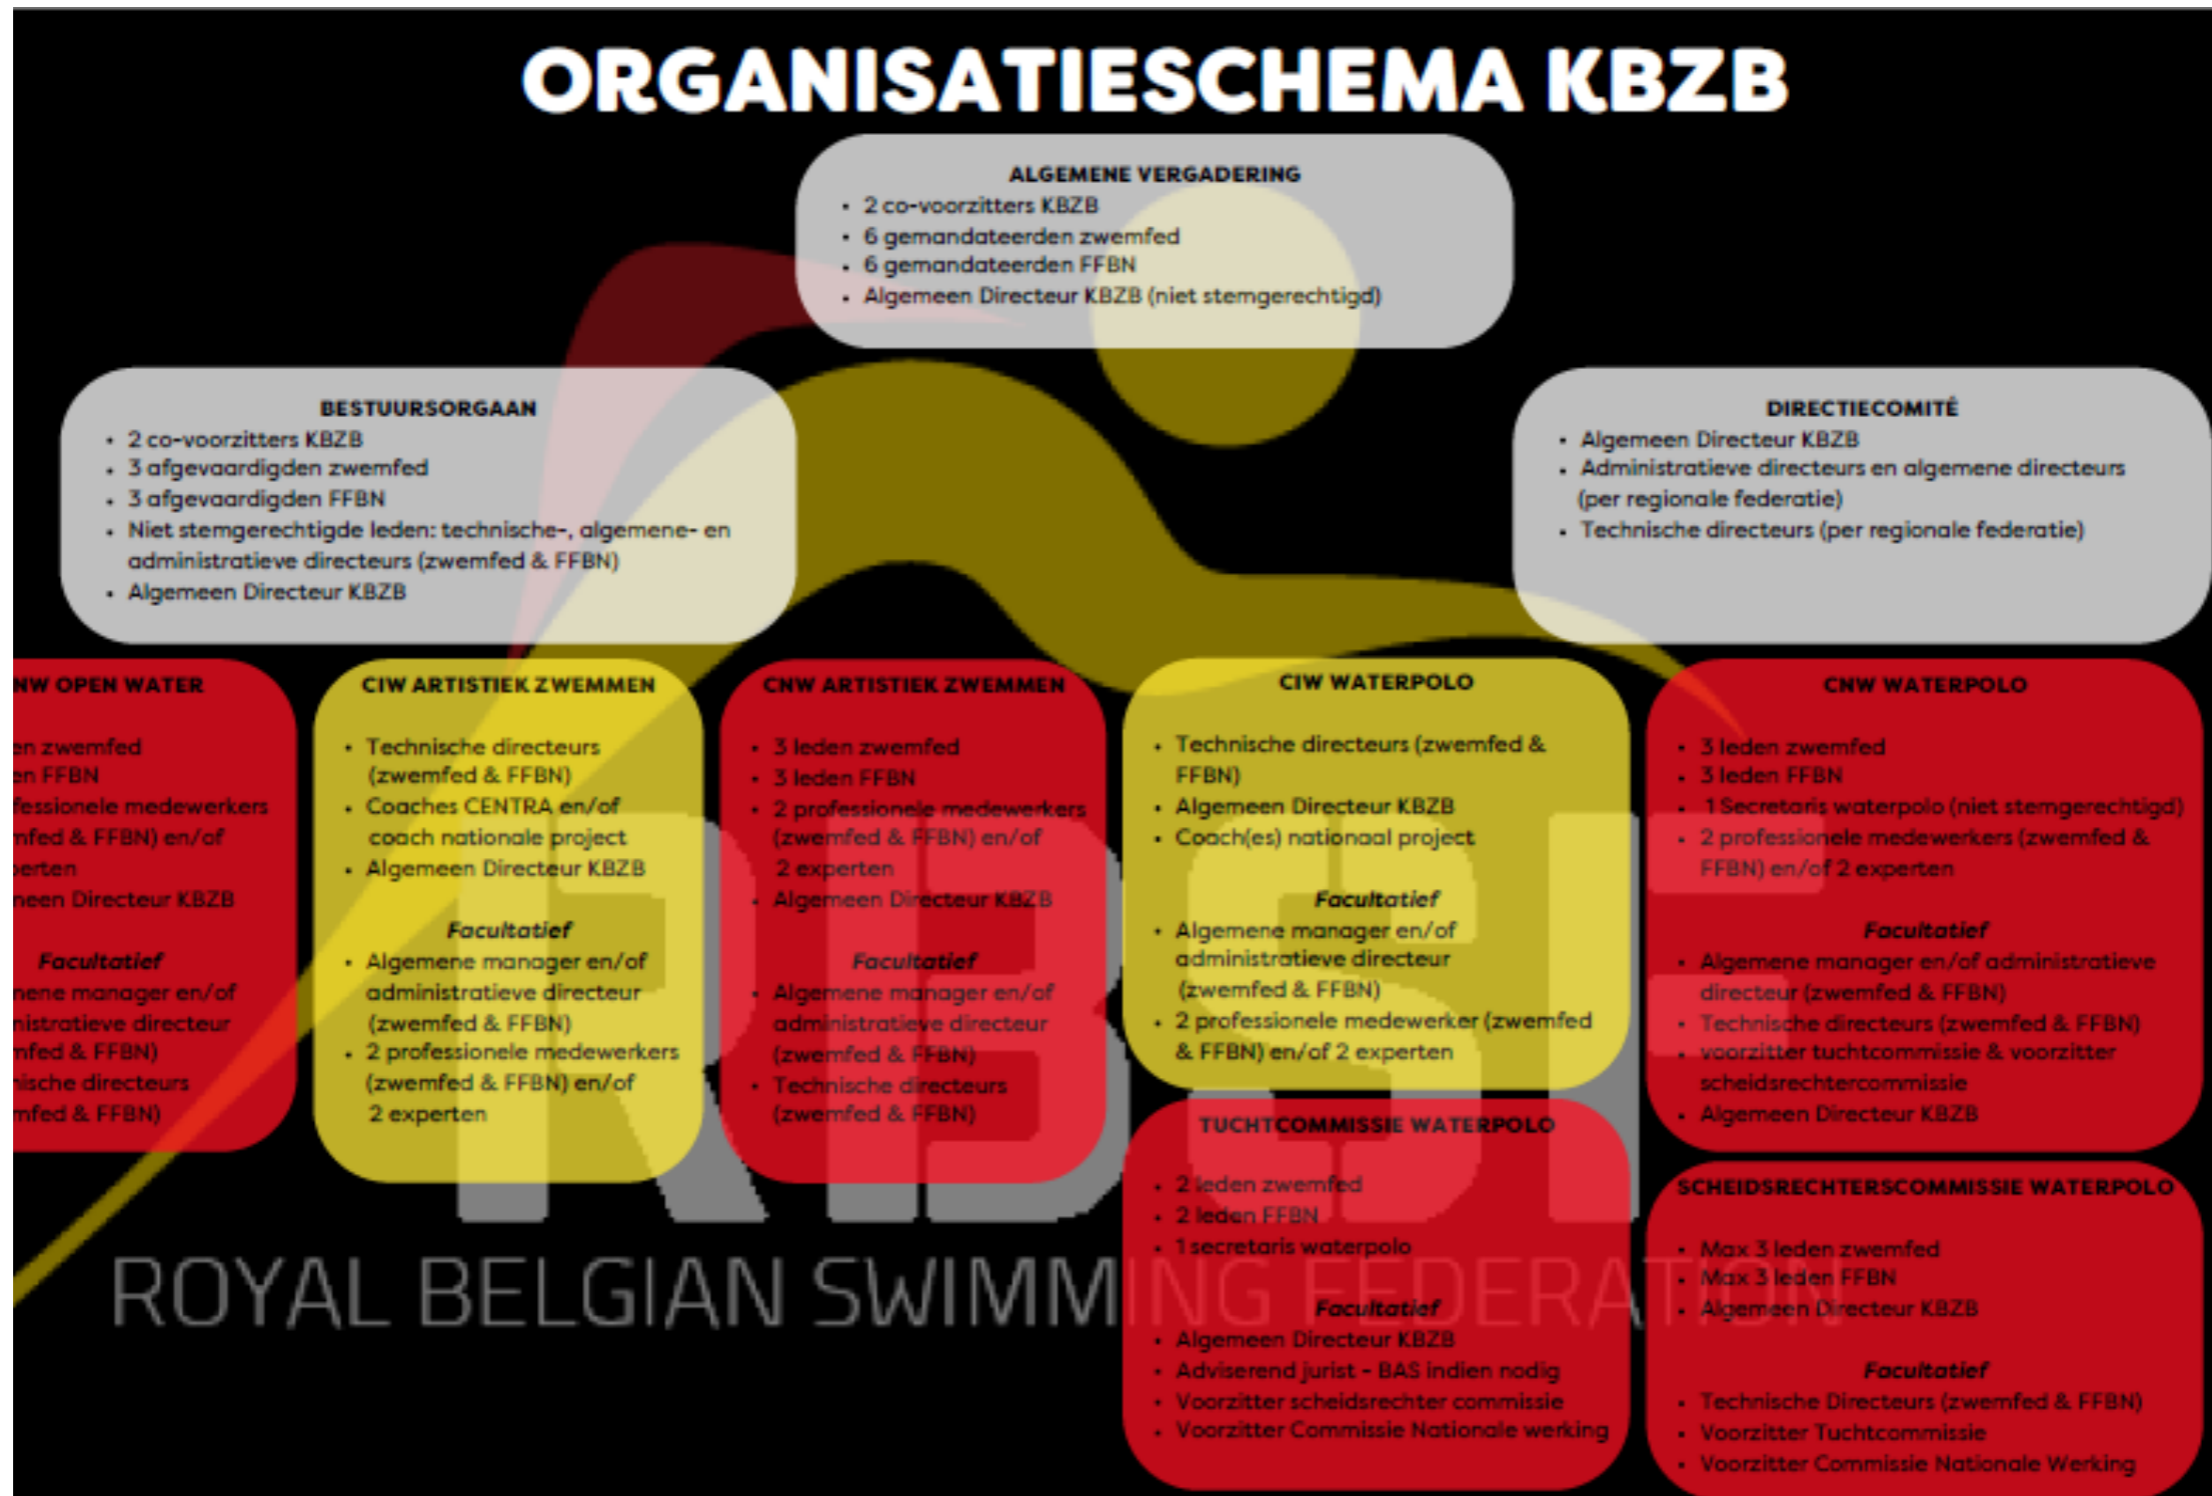 ORGANISATIESCHEMA KBZB
ALGEMENE VERGADERING
• 2 co-voorzitters KBZB
• 6 gemandateerden zwemfed
• 6 gemandateerden FFBN
• Algemeen Directeur KBZB (niet stemgerechtigd)
BESTUURSORGAAN
• 2 co-voorzitters KBZB
• 3 afgevaardigden zwemfed
• 3 afgevaardigden FFBN
• Niet stemgerechtigde leden: technische-, algemene- en
administratieve directeurs (zwemfed & FFBN)
• Algemeen Directeur KBZB
DIRECTIECOMITÉ
• Algemeen Directeur KBZB
• Administratieve directeurs en algemene directeurs
(per regionale federatie)
• Technische directeurs (per regionale federatie)
NW OPEN WATER
en zwemfed
en FFBN
fessionele medewerkers
mfed & FFBN) en/of
perten
meen Directeur KBZB
Facultatief
mene manager en/of
nistratieve directeur
mfed & FFBN)
nische directeurs
mfed & FFBN)
CIW ARTISTIEK ZWEMMEN
• Technische directeurs
(zwemfed & FFBN)
• Coaches CENTRA en/of
coach nationale project
• Algemeen Directeur KBZB
Facultatief
• Algemene manager en/of
administratieve directeur
(zwemfed & FFBN)
• 2 professionele medewerkers
(zwemfed & FFBN) en/of
2 experten
CNW ARTISTIEK ZWEMMEN
• 3 leden zwemfed
• 3 leden FFBN
• 2 professionele medewerkers
(zwemfed & FFBN) en/of
2 experten
• Algemeen Directeur KBZB
Facultatief
• Algemene manager en/of
administratieve directeur
(zwemfed & FFBN)
• Technische directeurs
(zwemfed & FFBN)
CIW WATERPOLO
• Technische directeurs (zwemfed &
FFBN)
• Algemeen Directeur KBZB
• Coach(es) nationaal project
Facultatief
• Algemene manager en/of
administratieve directeur
(zwemfed & FFBN)
• 2 professionele medewerker (zwemfed
& FFBN) en/of 2 experten
CNW WATERPOLO
• 3 leden zwemfed
• 3 leden FFBN
• 1 Secretaris waterpolo (niet stemgerechtigd)
• 2 professionele medewerkers (zwemfed &
FFBN) en/of 2 experten
Facultatief
• Algemene manager en/of administratieve
directeur (zwemfed & FFBN)
• Technische directeurs (zwemfed & FFBN)
• voorzitter tuchtcommissie & voorzitter
scheidsrechtercommissie
• Algemeen Directeur KBZB
TUCHTCOMMISSIE WATERPOLO
• 2 leden zwemfed
• 2 leden FFBN
• 1 secretaris waterpolo
Facultatief
• Algemeen Directeur KBZB
• Adviserend jurist - BAS indien nodig
• Voorzitter scheidsrechter commissie
• Voorzitter Commissie Nationale werking
SCHEIDSRECHTERSCOMMISSIE WATERPOLO
• Max 3 leden zwemfed
• Max 3 leden FFBN
• Algemeen Directeur KBZB
Facultatief
• Technische Directeurs (zwemfed & FFBN)
• Voorzitter Tuchtcommissie
• Voorzitter Commissie Nationale Werking
RBSF
ROYAL BELGIAN SWIMMING FEDERATION